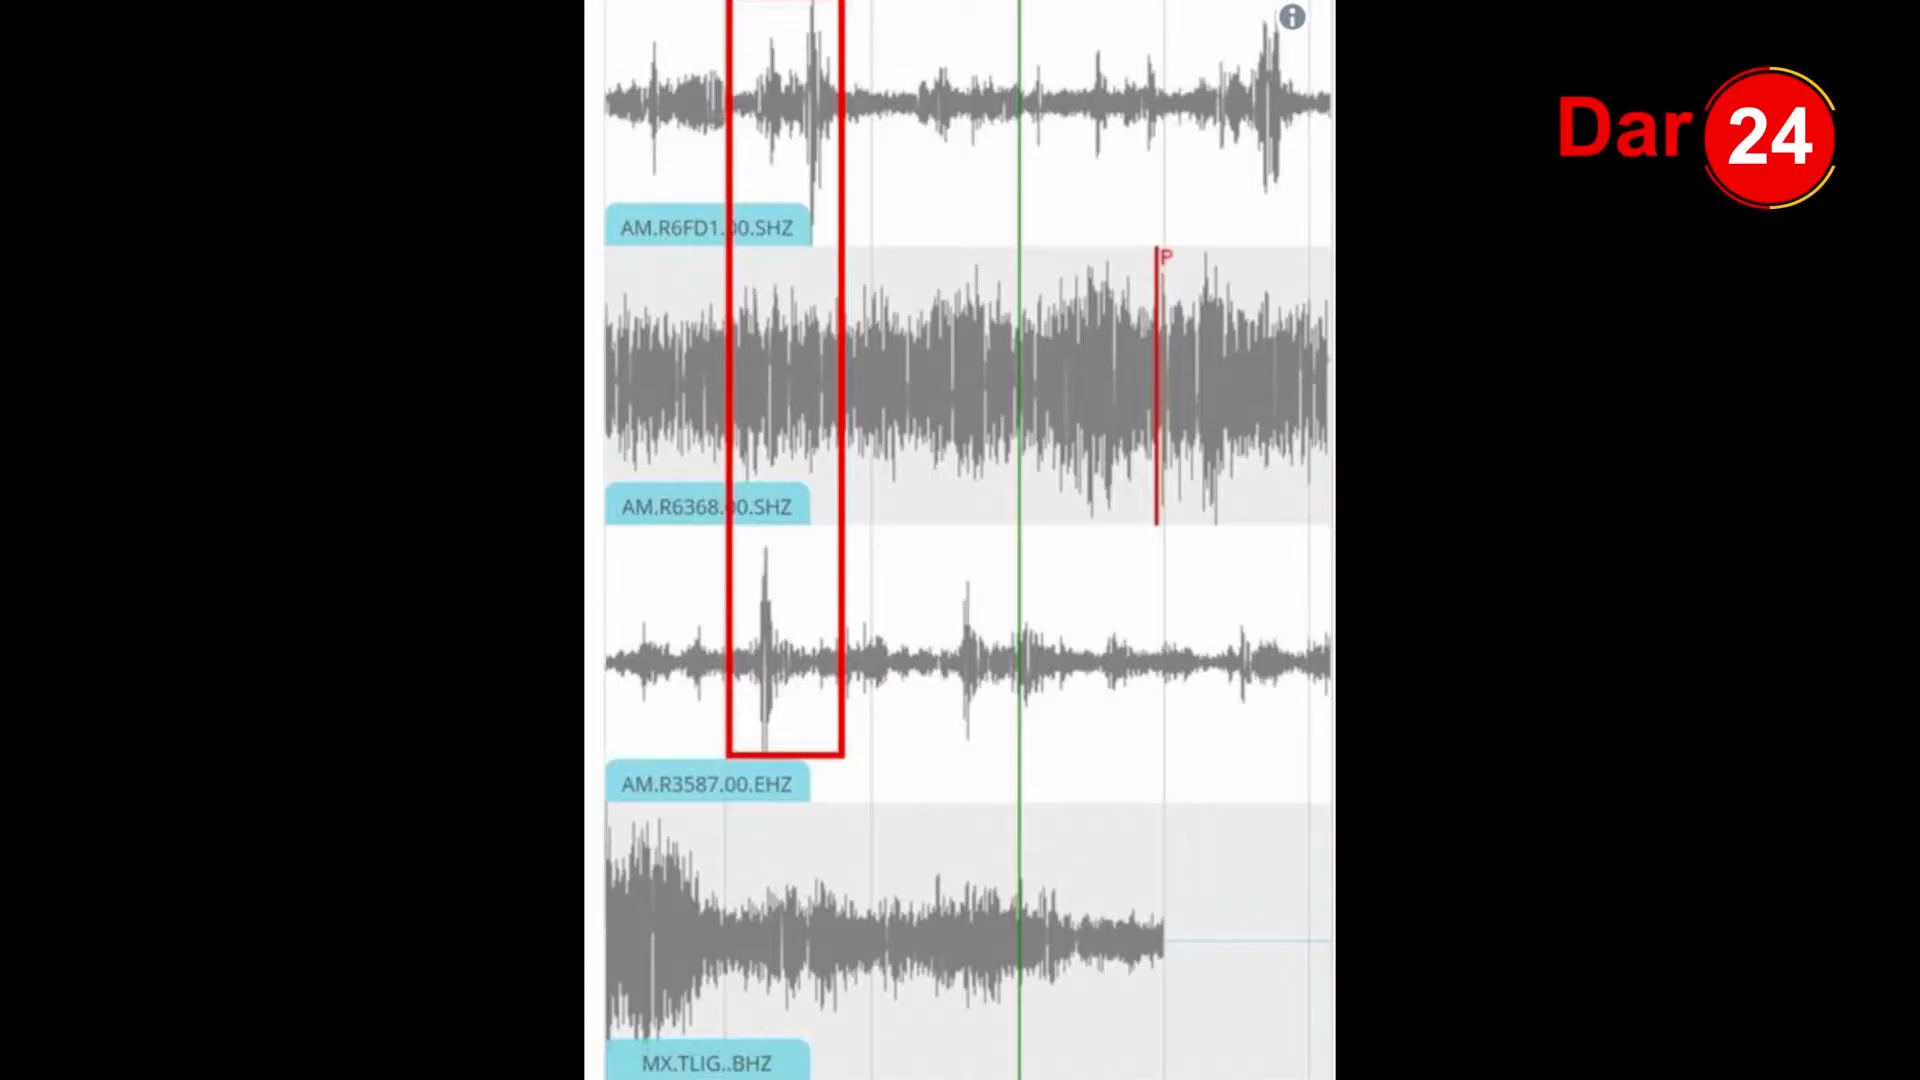 Dar 24
AM.R6FD1.00.SHZ
P
AM.R6368.00.SHZ
AM.R3587.00.EHZ
MX.TLIG..BHZ